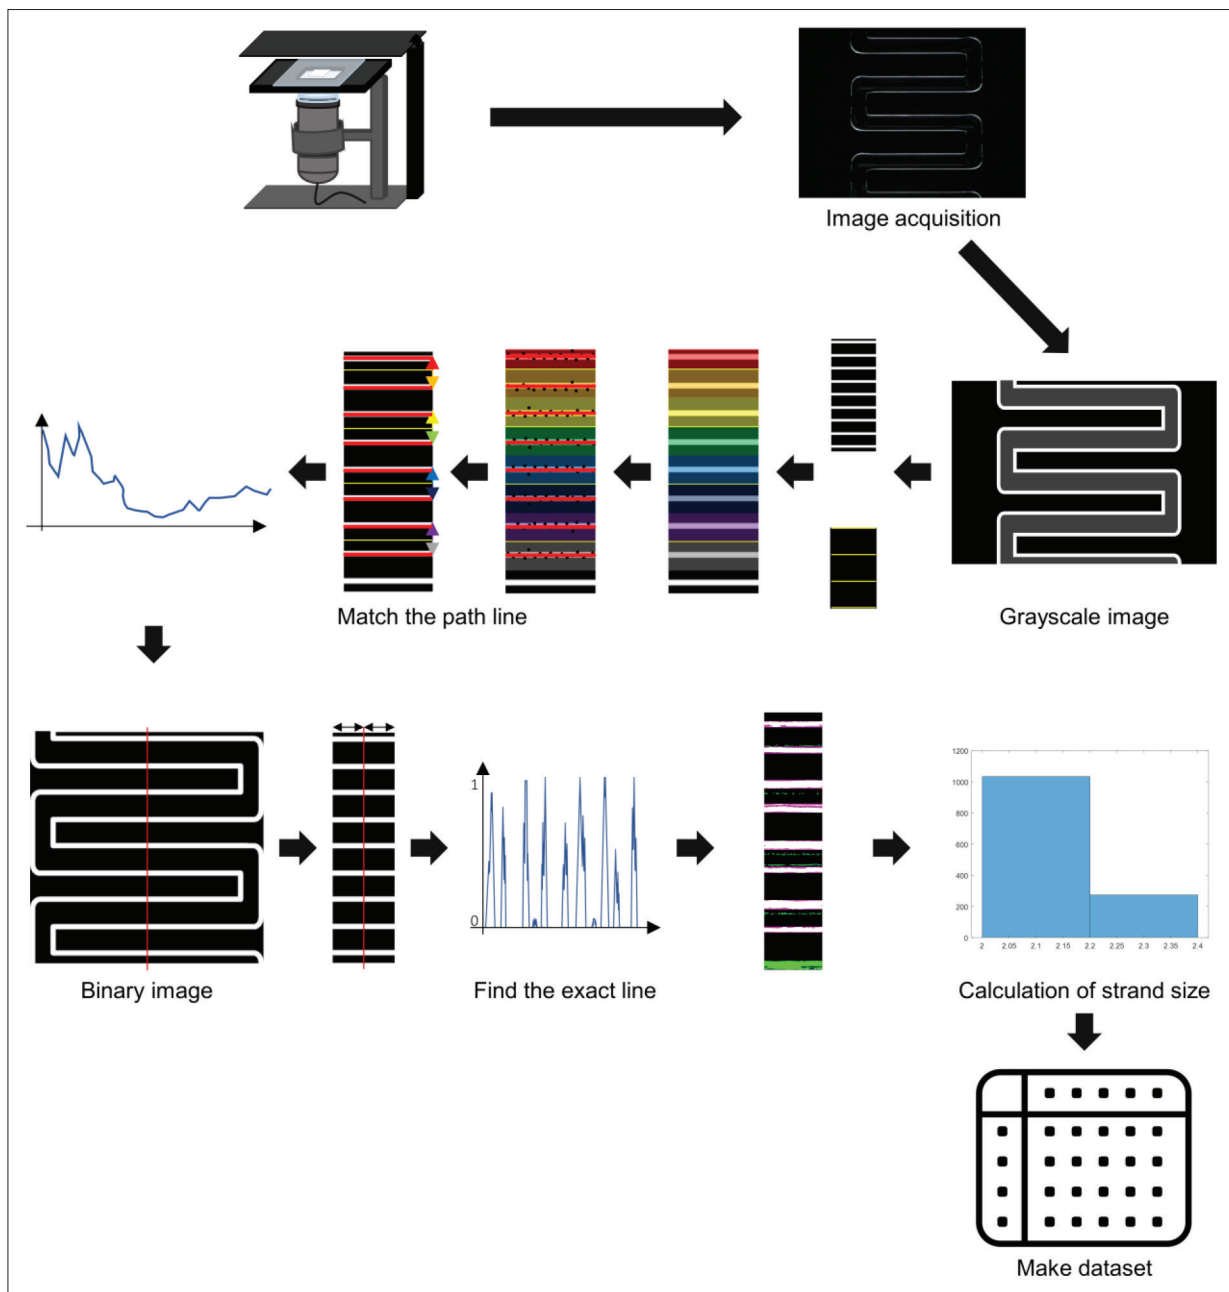 Image acquisition
Match the path line
Grayscale image
1
0
1200
1000
800
600
400
200
0
2 2.05 2.1 2.15 2.2 2.25 2.3 2.35 2.4
Binary image
Find the exact line
Calculation of strand size
Make dataset